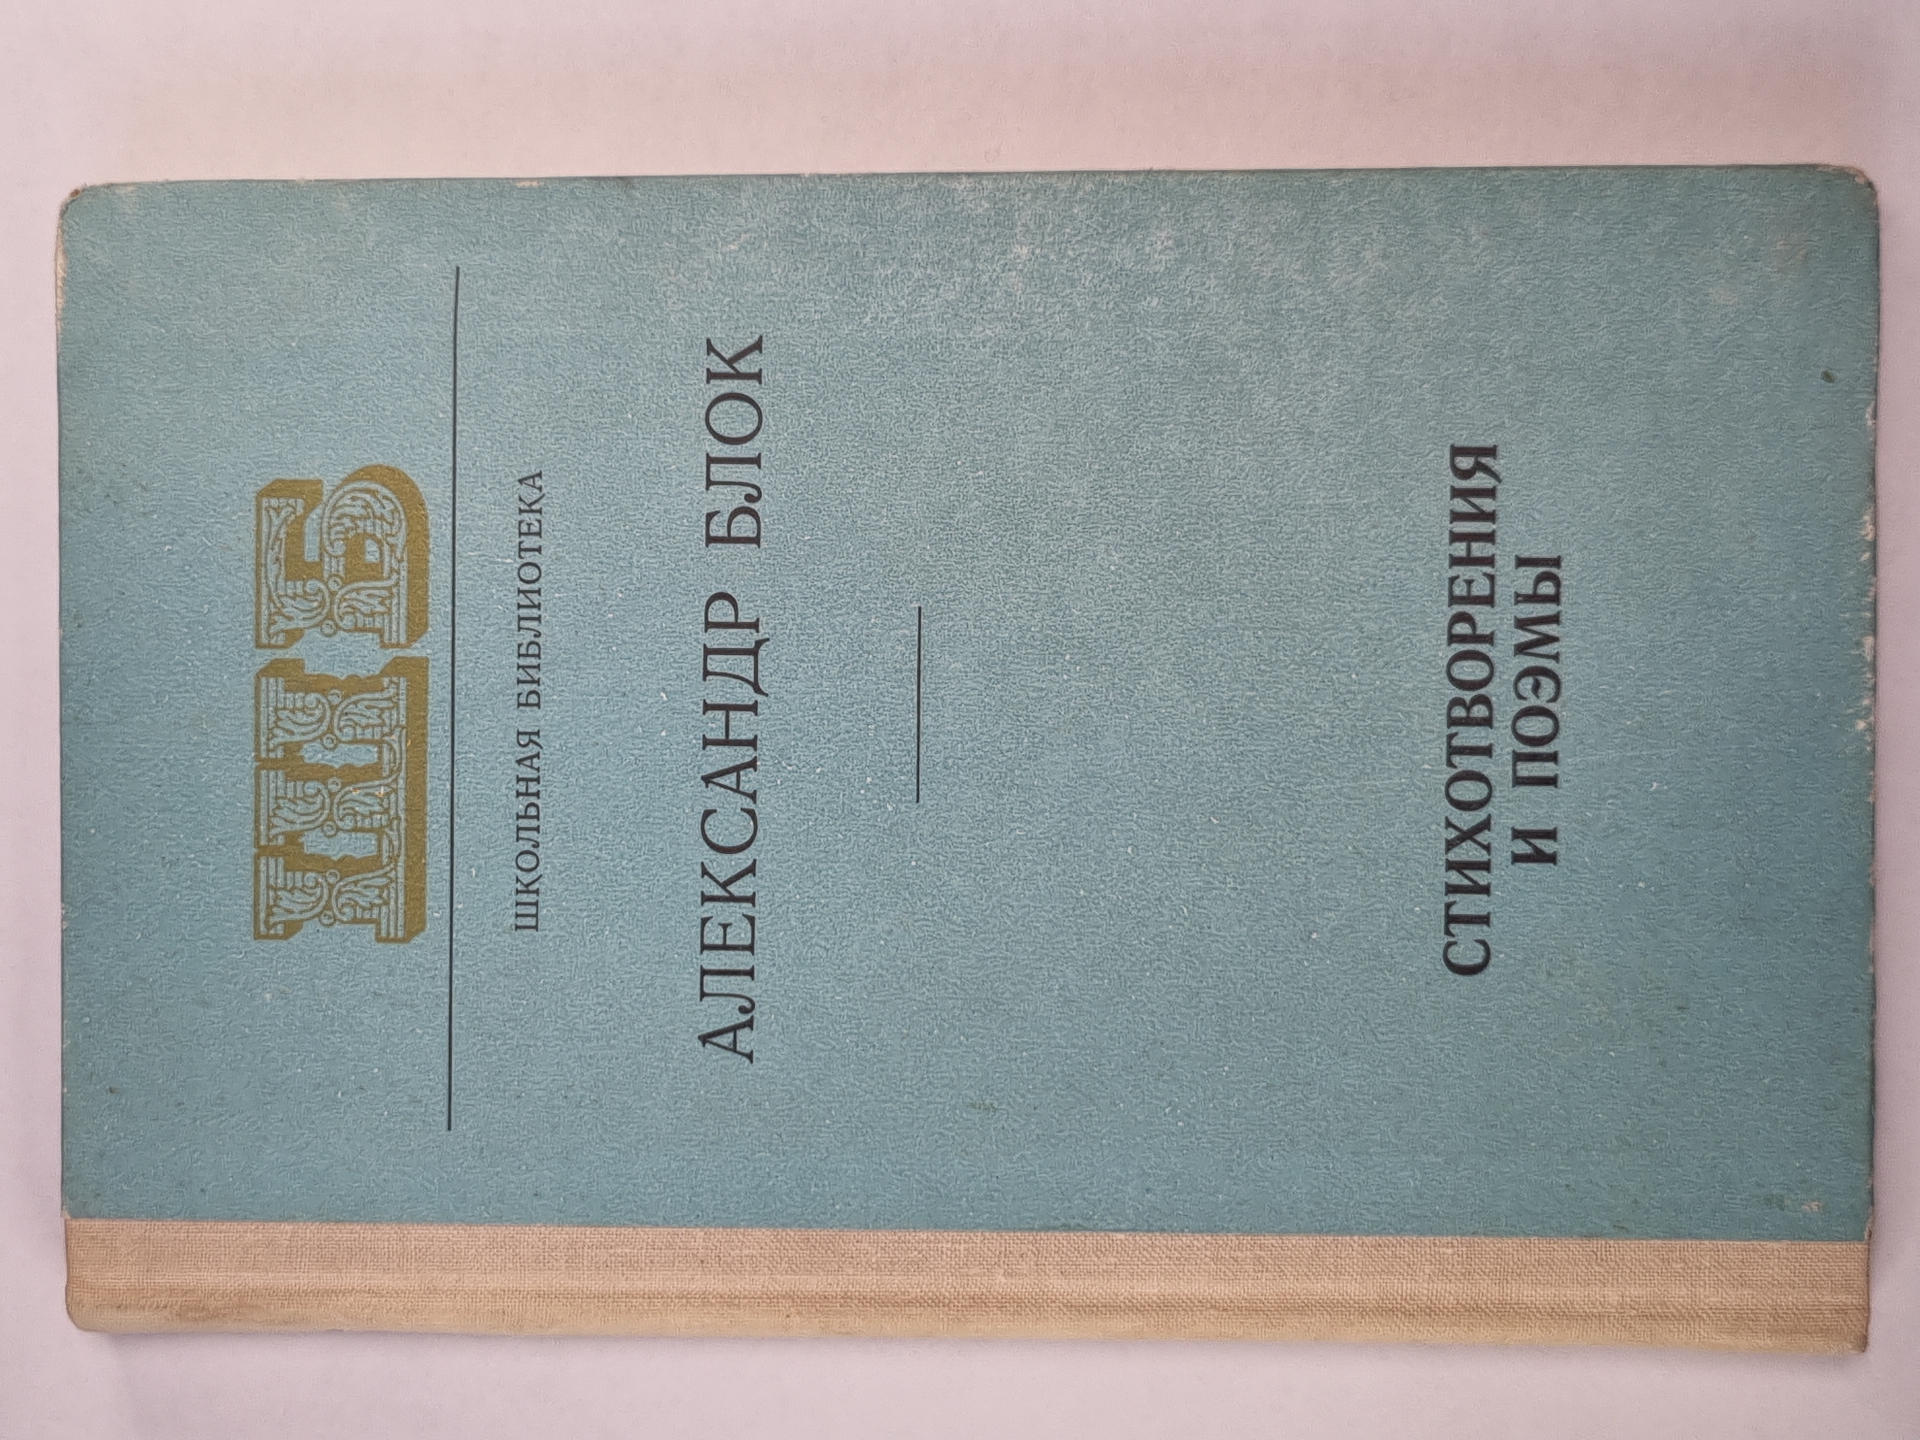 ШБ
ШКОЛЬНАЯ БИБЛИОТЕКА
АЛЕКСАНДР БЛОК
СТИХОТВОРЕНИЯ
И ПОЭМЫ